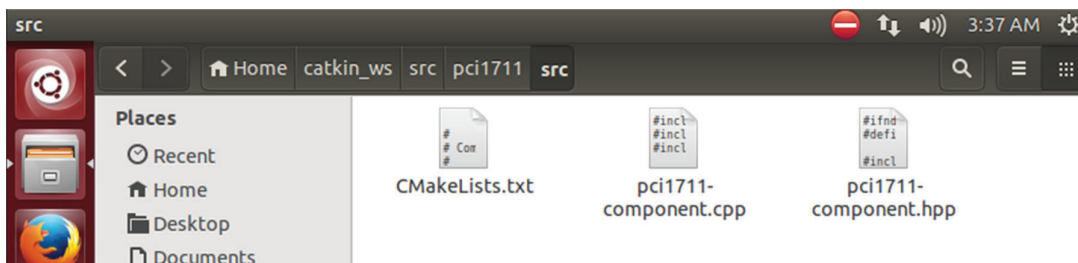 src
3:37 AM
Home catkin_ws src pci1711 src
Places
Recent
Home
Desktop
Documents
#
# Com
#
CMakeLists.txt
#incl
#incl
#incl
pci1711-
component.cpp
#ifnd
#defi
#incl
pci1711-
component.hpp